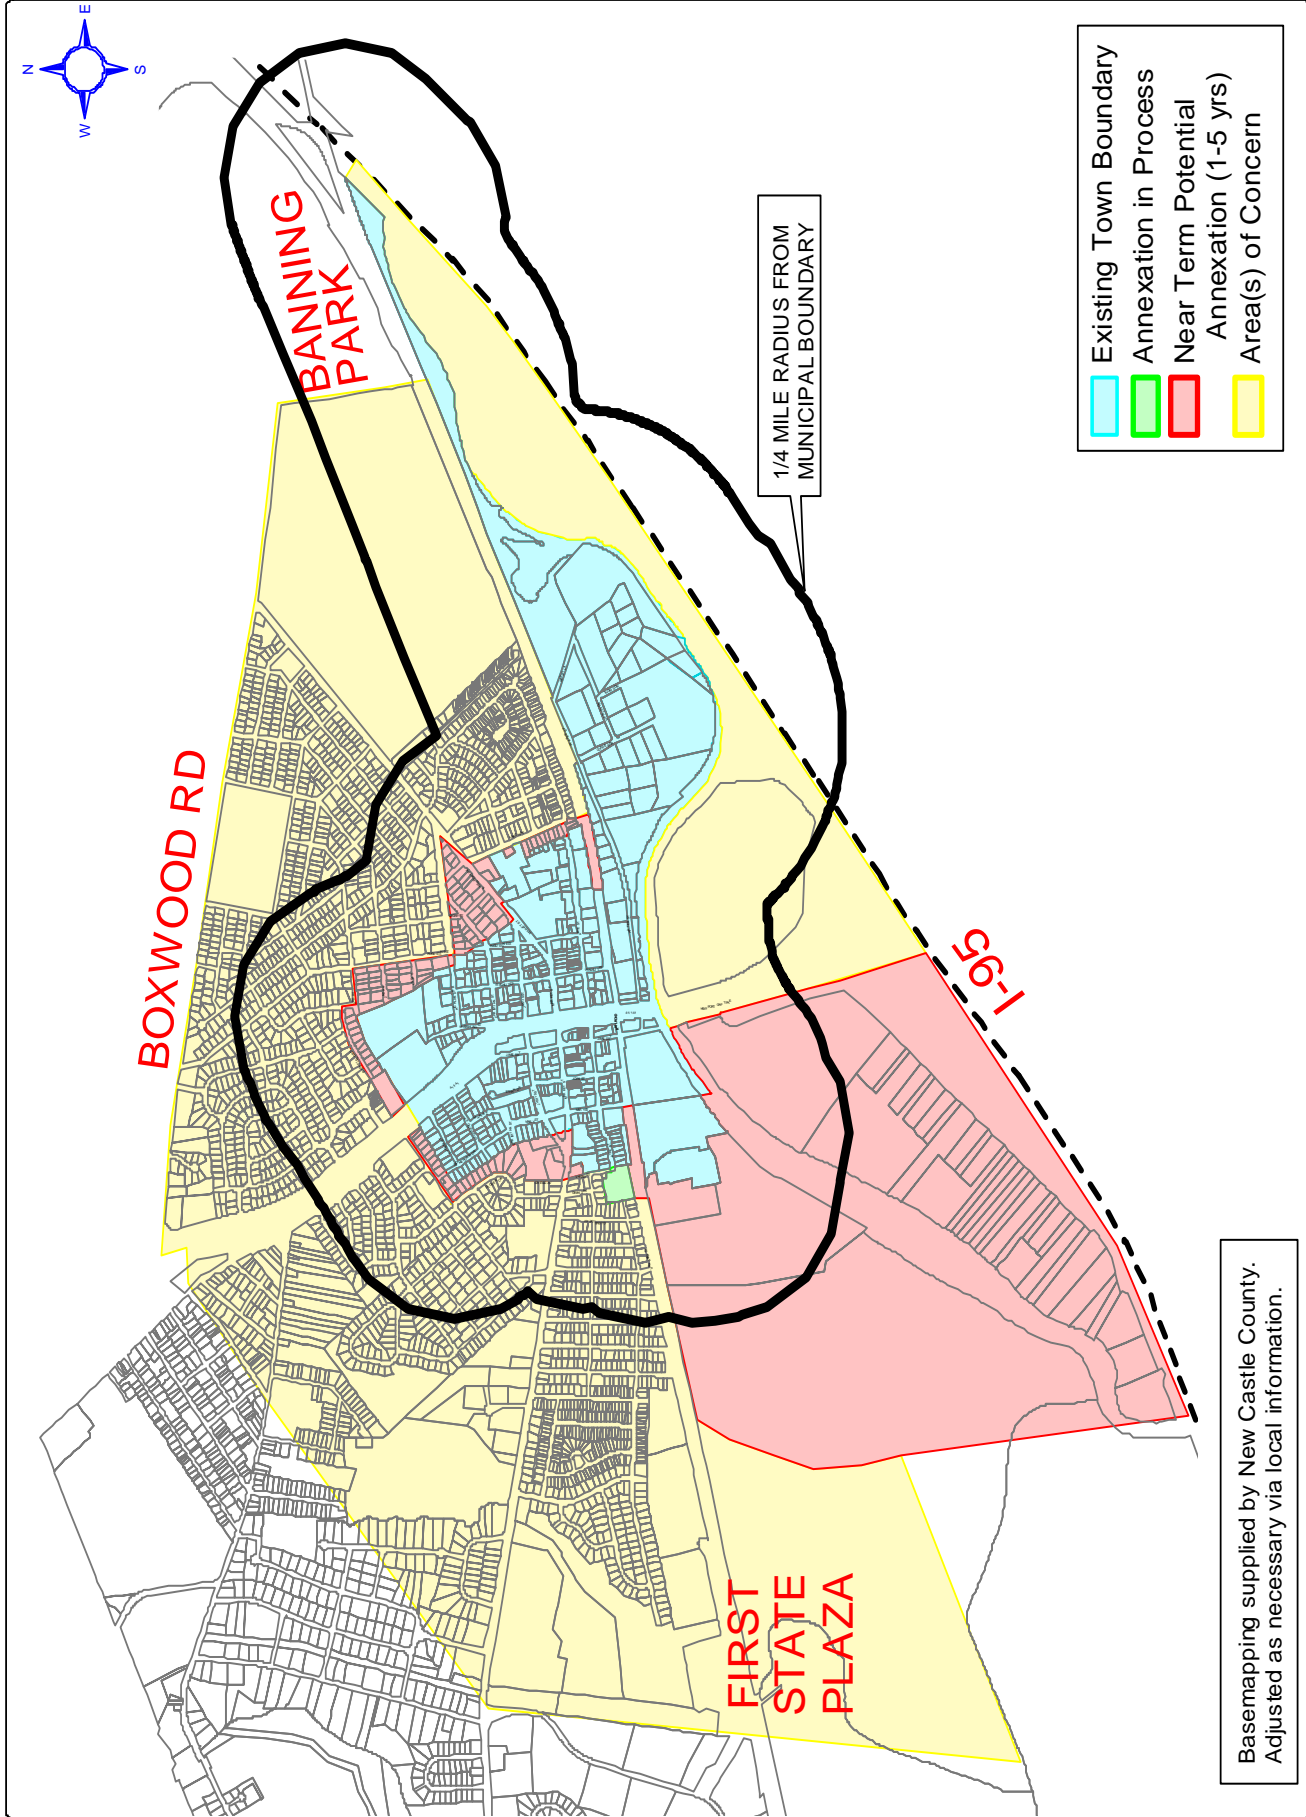 N
E
S
W
BANNING
PARK
BOXWOOD RD
1/4 MILE RADIUS FROM
MUNICIPAL BOUNDARY
I-95
FIRST
STATE
PLAZA
Existing Town Boundary
Annexation in Process
Near Term Potential
Annexation (1-5 yrs)
Area(s) of Concern
Basemapping supplied by New Castle County.
Adjusted as necessary via local information.